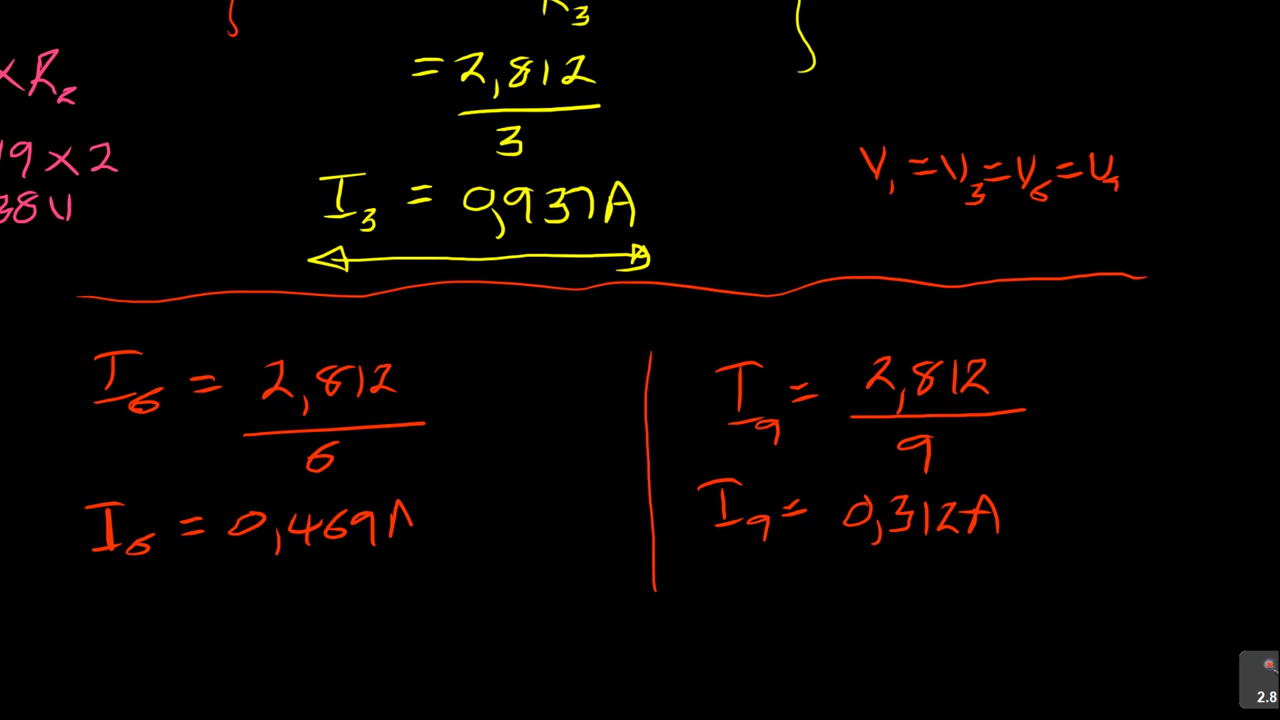 R₃
= 2,812
3
I₃ = 0,937A
×R₂
19 × 2
38V
V₁ = V₃ = V₆ = V₉
I₆ = 2,812
6
I₆ = 0,469A
I₉ = 2,812
9
I₉ = 0,312A
2.8